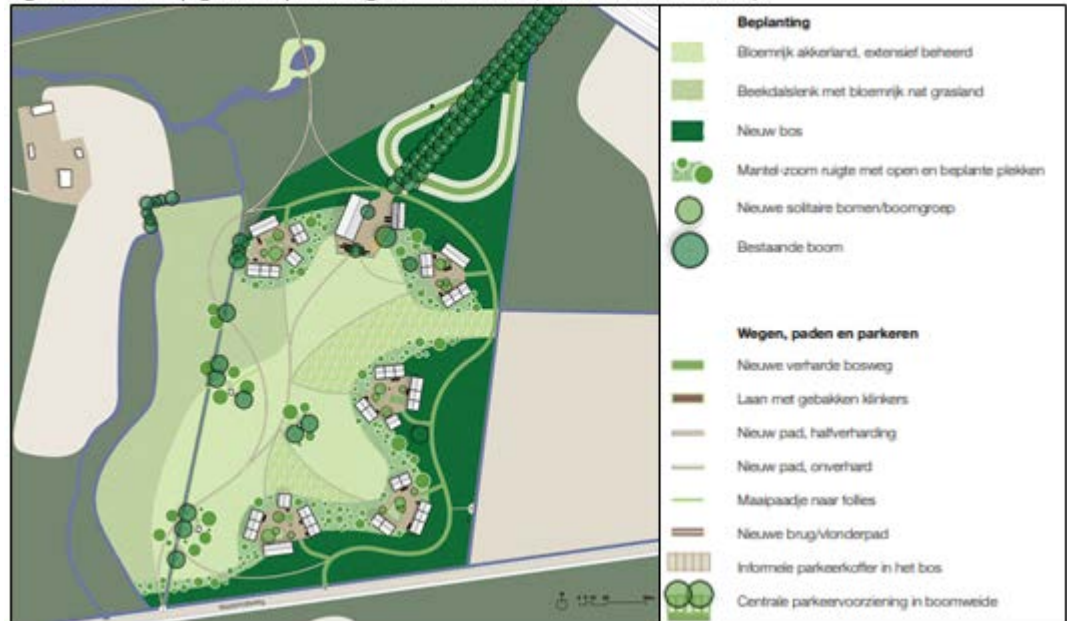 Beplanting
Bloemrijk akkerland, extensief beheerd
Beekdalslenk met bloemrijk nat grasland
Nieuw bos
Mantel-zoom ruigte met open en beplante plekken
Nieuwe solitaire bomen/boomgroep
Bestaande boom
Wegen, paden en parkeren
Nieuwe verharde bosweg
Laan met gebakken klinkers
Nieuw pad, halfverharding
Nieuw pad, onverhard
Maaipaadje naar follies
Nieuwe brug/vlonderpad
Informele parkeerkoffer in het bos
Centrale parkeervoorziening in boomweide